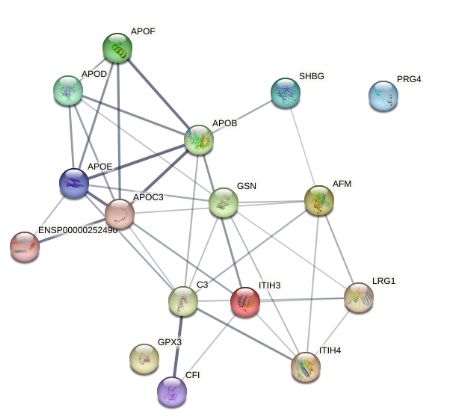 APOF
APOD
SHBG
PRG4
APOB
APOE
APOC3
GSN
AFM
ENSP00000252490
C3
ITIH3
LRG1
GPX3
ITIH4
CFI